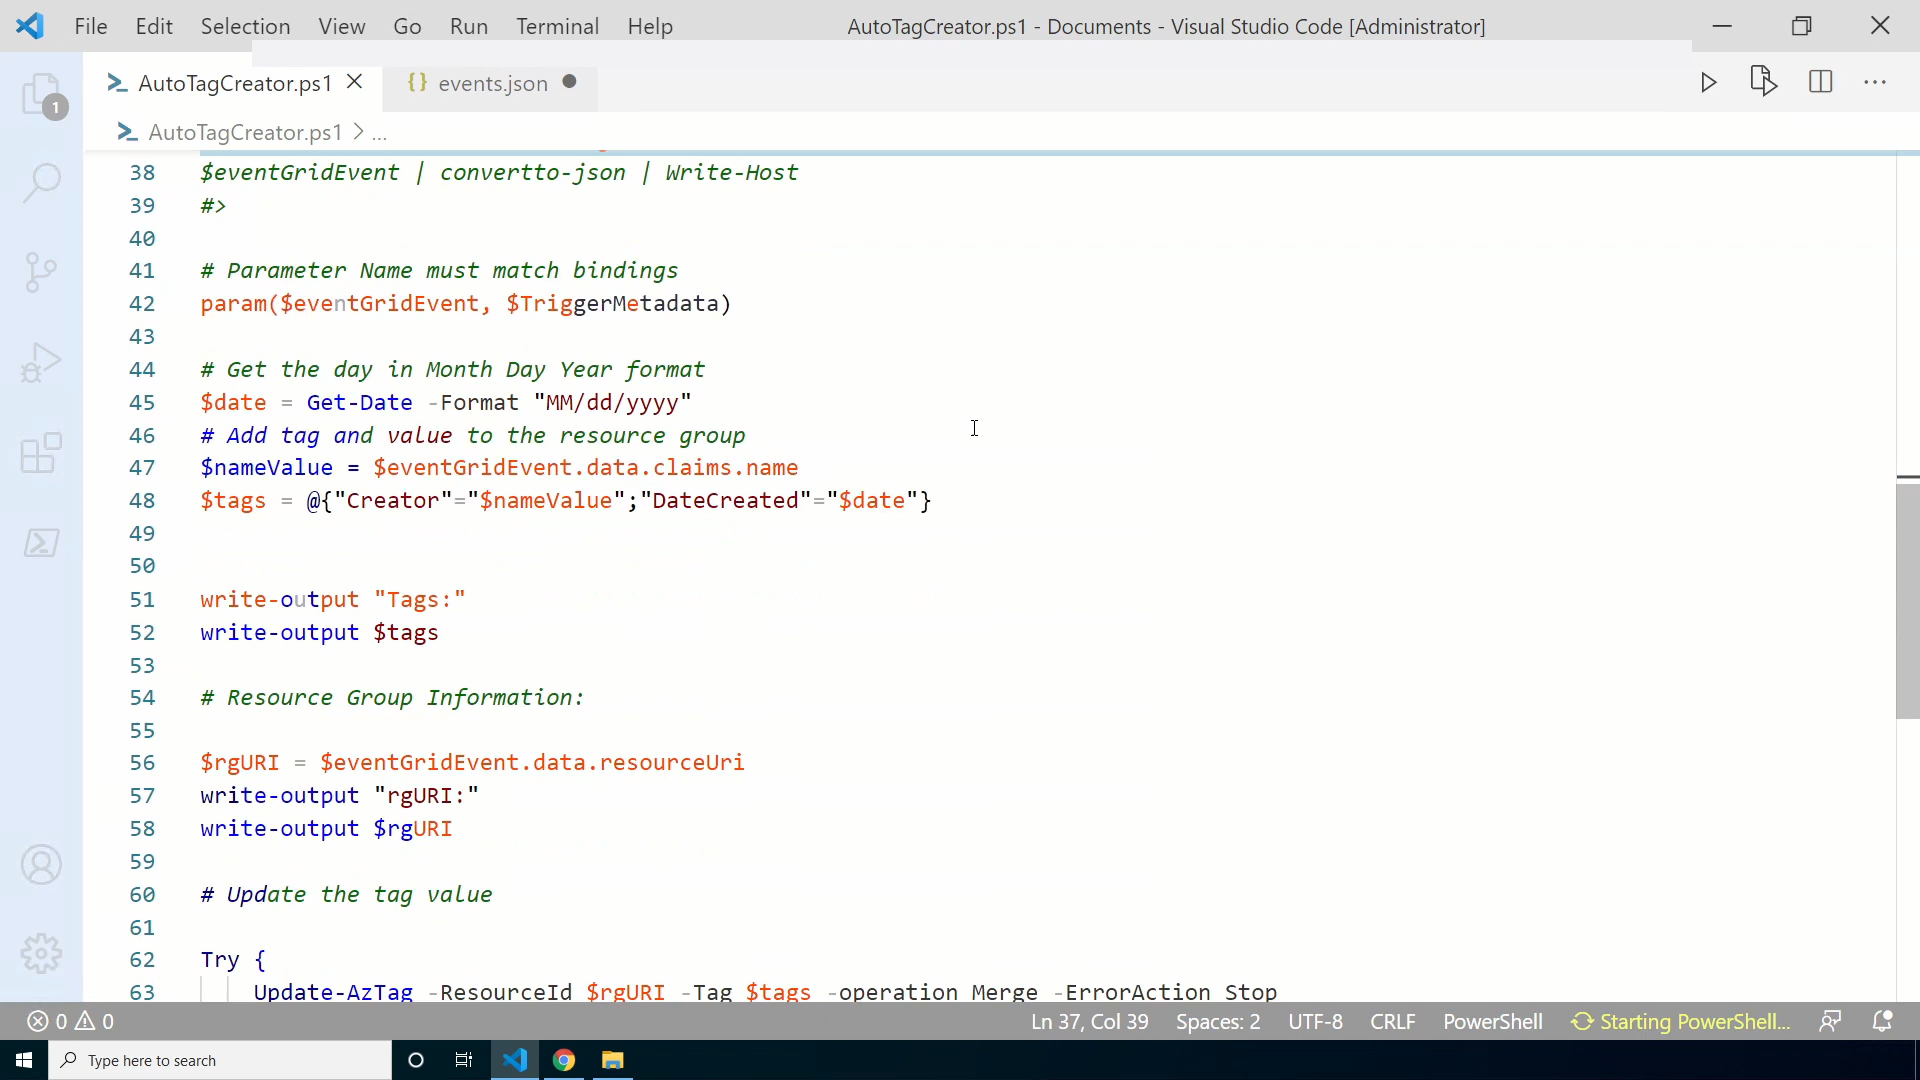 File Edit Selection View Go Run Terminal Help AutoTagCreator.ps1 - Documents - Visual Studio Code [Administrator]
AutoTagCreator.ps1 {} events.json
1
AutoTagCreator.ps1 > ...
38 $eventGridEvent | convertto-json | Write-Host
39 #>
40
41 # Parameter Name must match bindings
42 param($eventGridEvent, $TriggerMetadata)
43
44 # Get the day in Month Day Year format
45 $date = Get-Date -Format "MM/dd/yyyy"
46 # Add tag and value to the resource group
47 $nameValue = $eventGridEvent.data.claims.name
48 $tags = @{"Creator"="$nameValue";"DateCreated"="$date"}
49
50
51 write-output "Tags:"
52 write-output $tags
53
54 # Resource Group Information:
55
56 $rgURI = $eventGridEvent.data.resourceUri
57 write-output "rgURI:"
58 write-output $rgURI
59
60 # Update the tag value
61
62 Try {
63 Update-AzTag -ResourceId $rgURI -Tag $tags -operation Merge -ErrorAction Stop
0 0 Ln 37, Col 39 Spaces: 2 UTF-8 CRLF PowerShell Starting PowerShell...
Type here to search